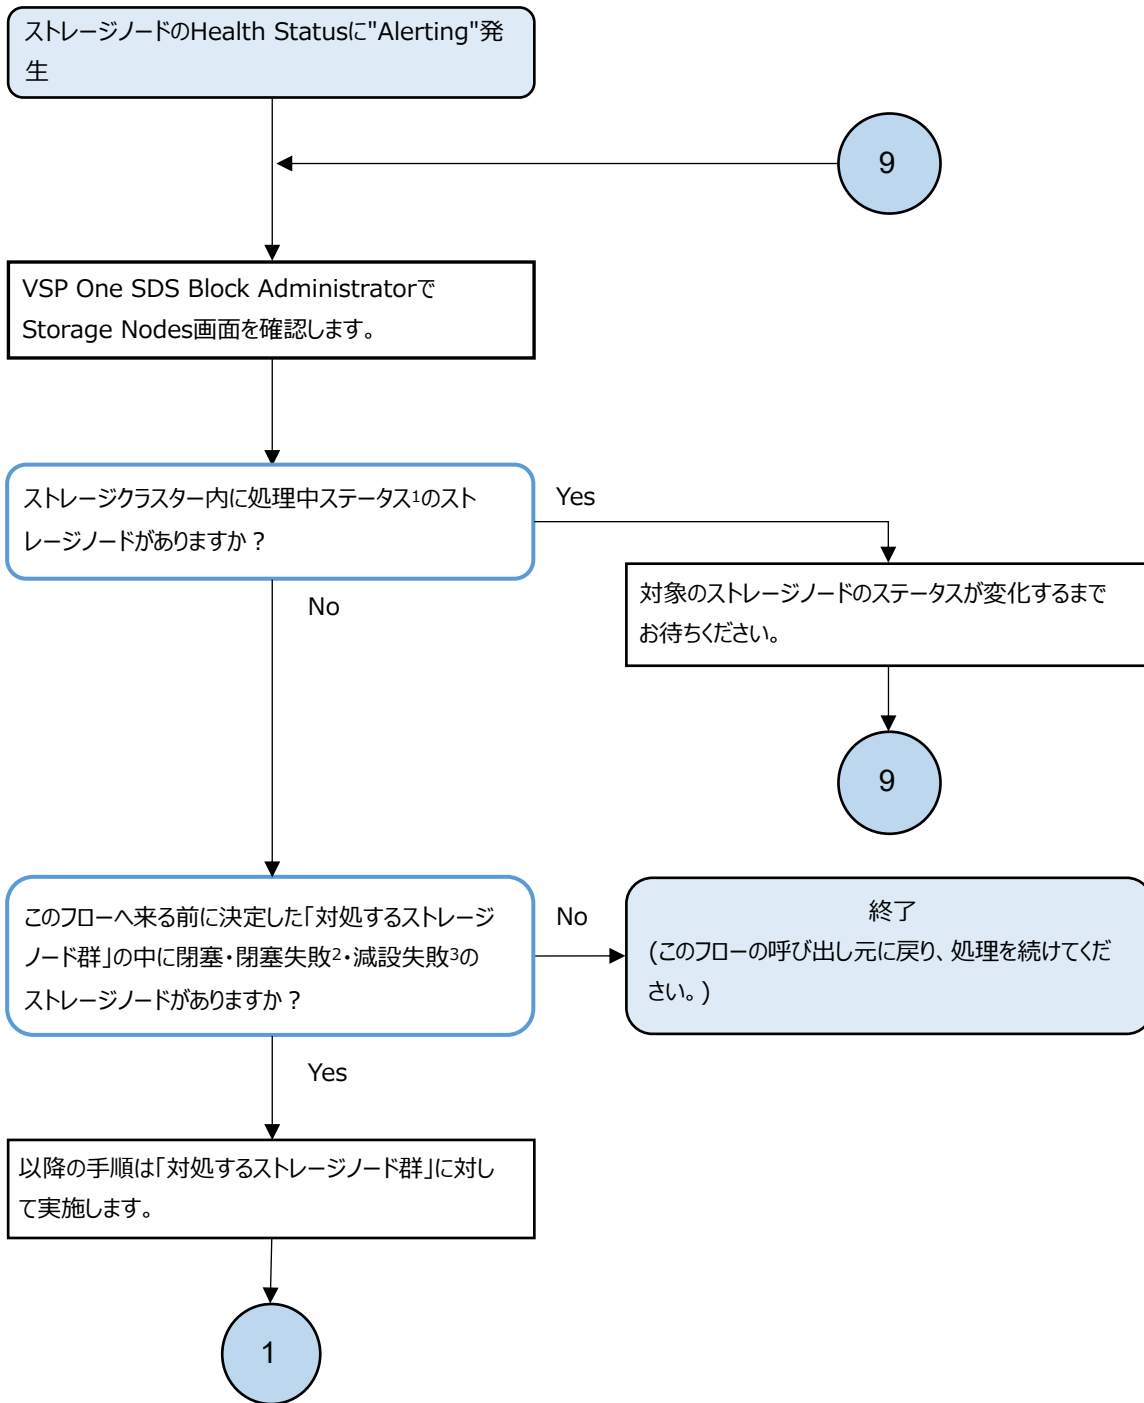 ストレージノードのHealth Statusに"Alerting"発
生
9
VSP One SDS Block Administratorで
Storage Nodes画面を確認します。
ストレージクラスター内に処理中ステータス1のスト
レージノードがありますか？
Yes
No
対象のストレージノードのステータスが変化するまで
お待ちください。
9
このフローへ来る前に決定した「対処するストレージ
ノード群」の中に閉塞・閉塞失敗2・減設失敗3の
ストレージノードがありますか？
No
終了
(このフローの呼び出し元に戻り、処理を続けてくだ
さい。)
Yes
以降の手順は「対処するストレージノード群」に対し
て実施します。
1